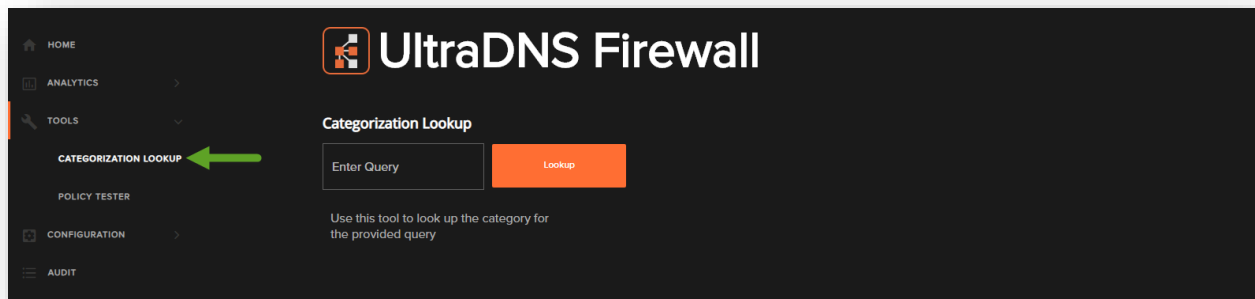 HOME
ANALYTICS
TOOLS
CATEGORIZATION LOOKUP
POLICY TESTER
CONFIGURATION
AUDIT
UltraDNS Firewall
Categorization Lookup
Enter Query
Lookup
Use this tool to look up the category for
the provided query